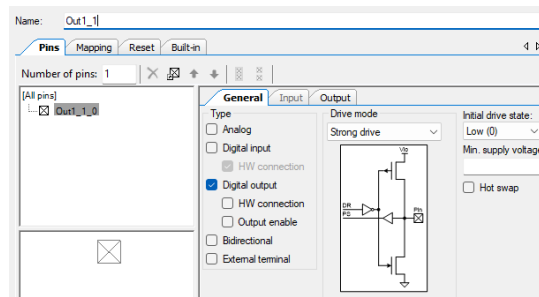 Name: Out1_1
Pins Mapping Reset Built-in
Number of pins: 1
[All pins]
Out1_1_0
General Input Output
Type
Analog
Digital input
HW connection
Digital output
HW connection
Output enable
Bidirectional
External terminal
Drive mode
Strong drive
Vio
DR
PS
Pin
Initial drive state:
Low (0)
Min. supply voltage
Hot swap